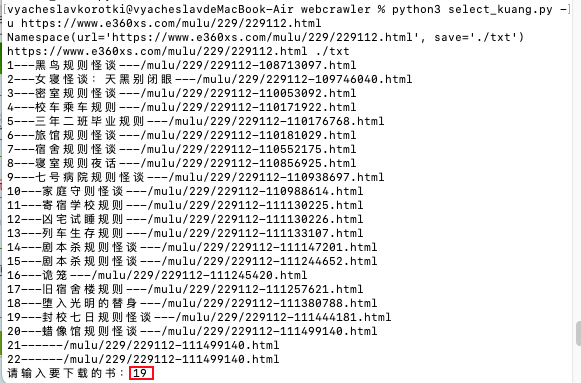 vyacheslavkorotki@vyacheslavdeMacBook-Air webcrawler % python3 select_kuang.py -
u https://www.e360xs.com/mulu/229/229112.html
Namespace(url='https://www.e360xs.com/mulu/229/229112.html', save='./txt')
https://www.e360xs.com/mulu/229/229112.html ./txt
1---黑鸟规则怪谈---/mulu/229/229112-108713097.html
2---女寝怪谈：天黑别闭眼---/mulu/229/229112-109746040.html
3---密室规则怪谈---/mulu/229/229112-110053092.html
4---校车乘车规则---/mulu/229/229112-110171922.html
5---三年二班毕业规则---/mulu/229/229112-110176768.html
6---旅馆规则怪谈---/mulu/229/229112-110181029.html
7---宿舍规则怪谈---/mulu/229/229112-110552175.html
8---寝室规则夜话---/mulu/229/229112-110856925.html
9---七号病院规则怪谈---/mulu/229/229112-110938697.html
10---家庭守则怪谈---/mulu/229/229112-110988614.html
11---寄宿学校规则---/mulu/229/229112-111130225.html
12---凶宅试睡规则---/mulu/229/229112-111130226.html
13---列车生存规则---/mulu/229/229112-111133107.html
14---剧本杀规则怪谈---/mulu/229/229112-111147201.html
15---剧本杀规则怪谈---/mulu/229/229112-111244652.html
16---诡笼---/mulu/229/229112-111245420.html
17---旧宿舍楼规则---/mulu/229/229112-111257621.html
18---堕入光明的替身---/mulu/229/229112-111380788.html
19---封校七日规则怪谈---/mulu/229/229112-111444181.html
20---蜡像馆规则怪谈---/mulu/229/229112-111499140.html
21------/mulu/229/229112-111499140.html
22------/mulu/229/229112-111499140.html
请输入要下载的书：19